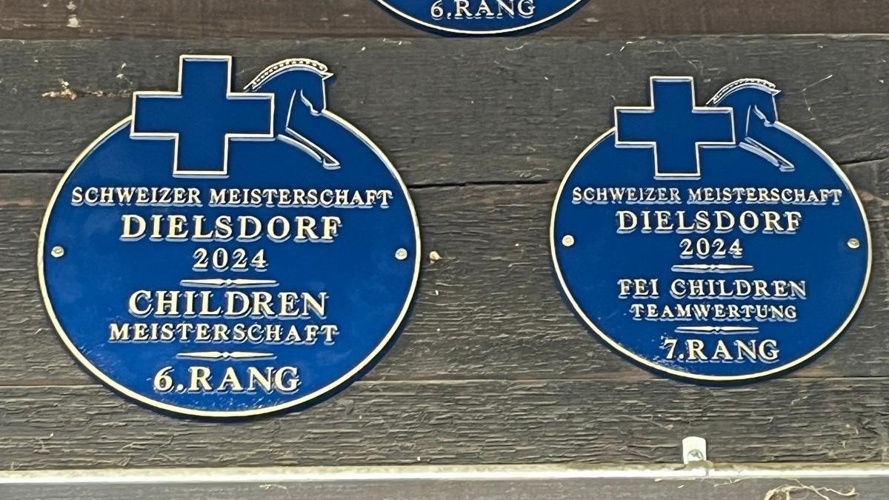 6.RANG
SCHWEIZER MEISTERSCHAFT
DIELSDORF
2024
CHILDREN
MEISTERSCHAFT
6.RANG
SCHWEIZER MEISTERSCHAFT
DIELSDORF
2024
FEI CHILDREN
TEAMWERTUNG
7.RANG